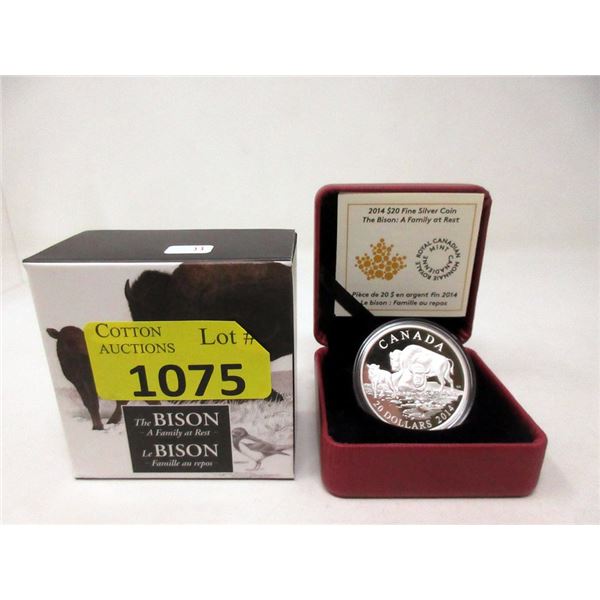 11
COTTON
AUCTIONS
Lot #
1075
The BISON
- A Family at Rest -
Le BISON
- Famille au repos -
2014 $20 Fine Silver Coin
The Bison: A Family at Rest
ROYAL CANADIAN MINT
MONNAIE ROYALE CANADIENNE
Pièce de 20 $ en argent fin 2014
Le bison : Famille au repos
CANADA
20 DOLLARS 2014